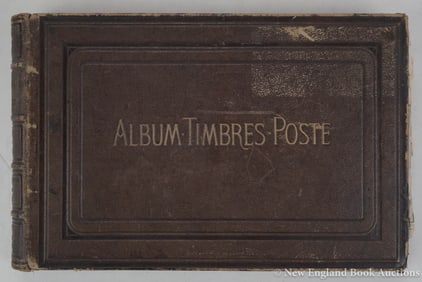 ALBUM·TIMBRES·POSTE
© New England Book Auctions